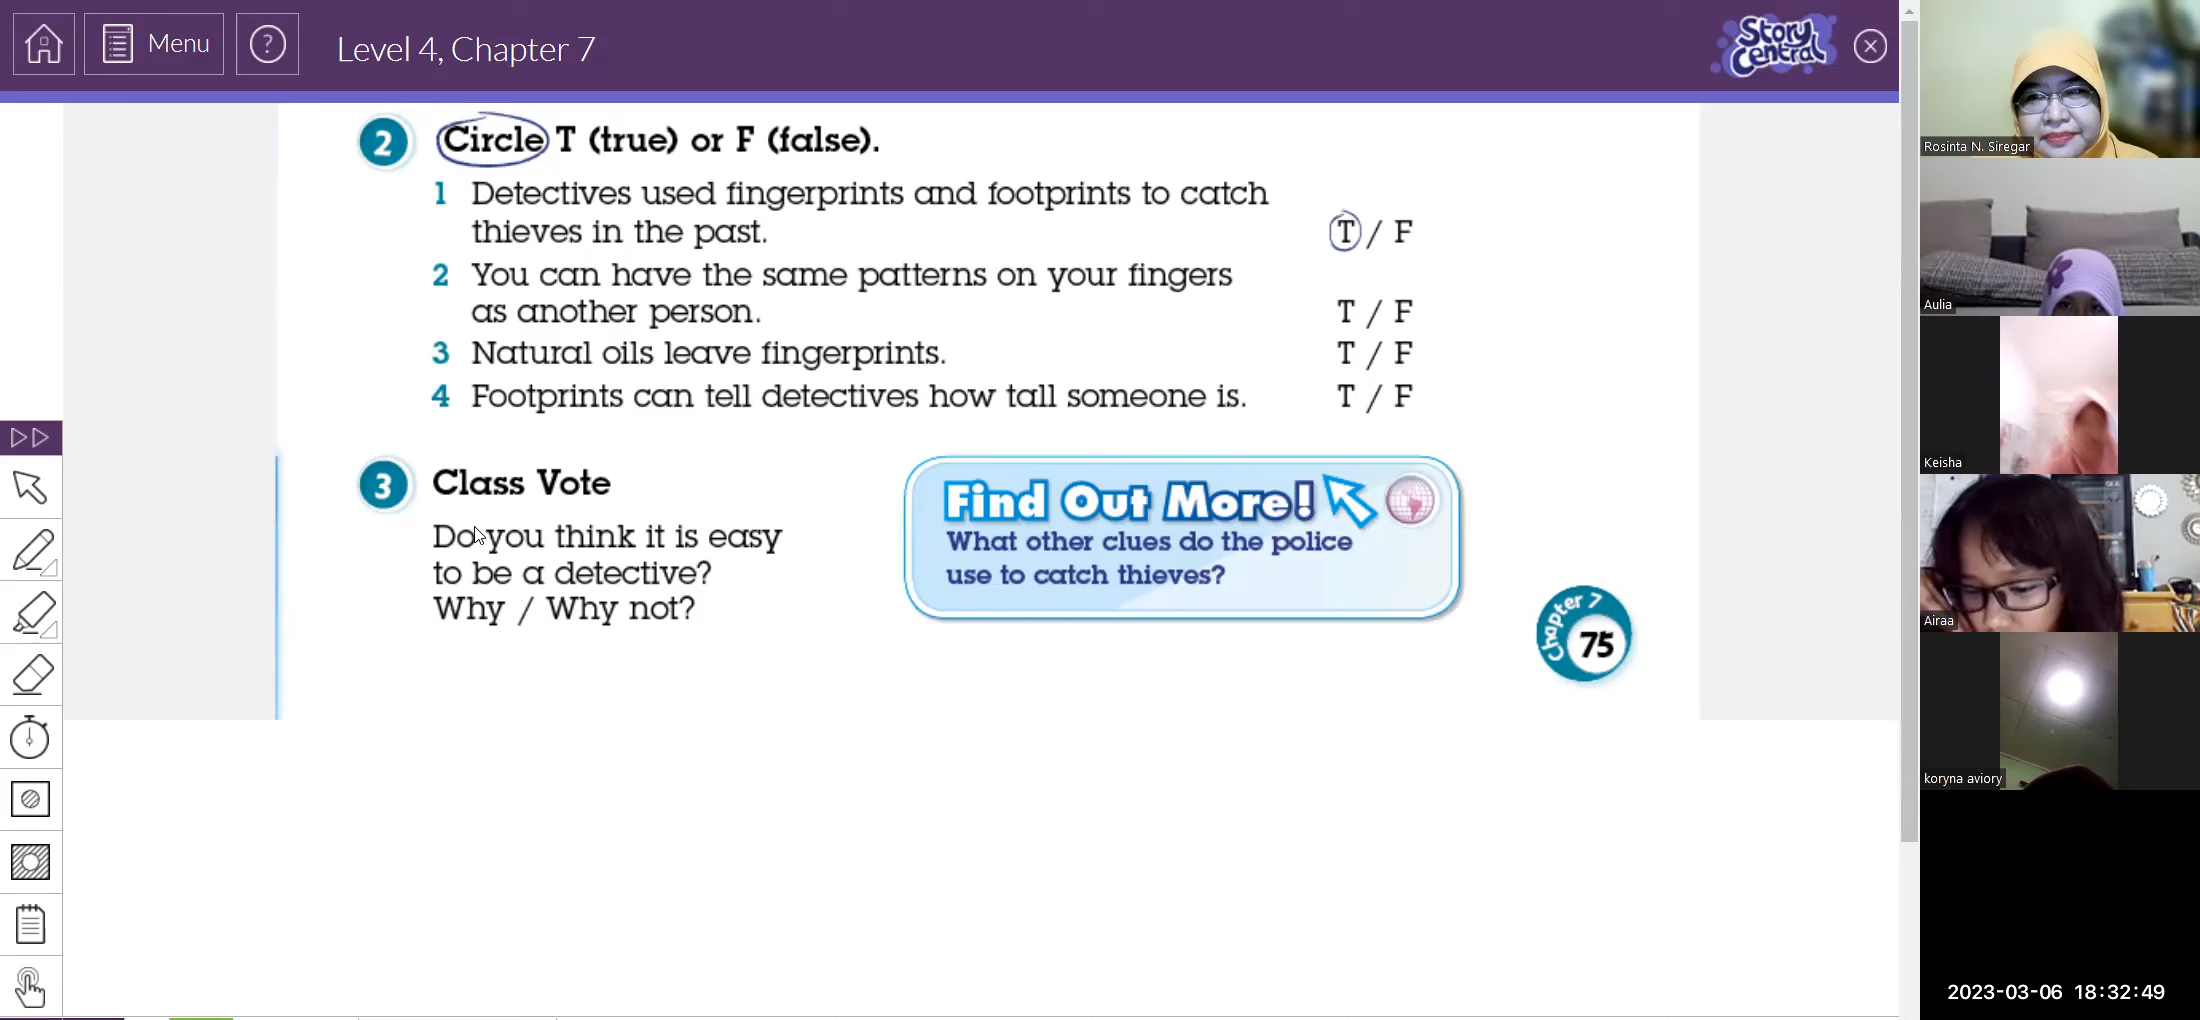 Menu
?
Level 4, Chapter 7
Story Central
2 Circle T (true) or F (false).
1 Detectives used fingerprints and footprints to catch
thieves in the past. T / F
2 You can have the same patterns on your fingers
as another person. T / F
3 Natural oils leave fingerprints. T / F
4 Footprints can tell detectives how tall someone is. T / F
3 Class Vote
Do you think it is easy
to be a detective?
Why / Why not?
Find Out More!
What other clues do the police
use to catch thieves?
Chapter 7
75
Rosinta N. Siregar
Aulia
Keisha
Airaa
koryna aviory
2023-03-06 18:32:49